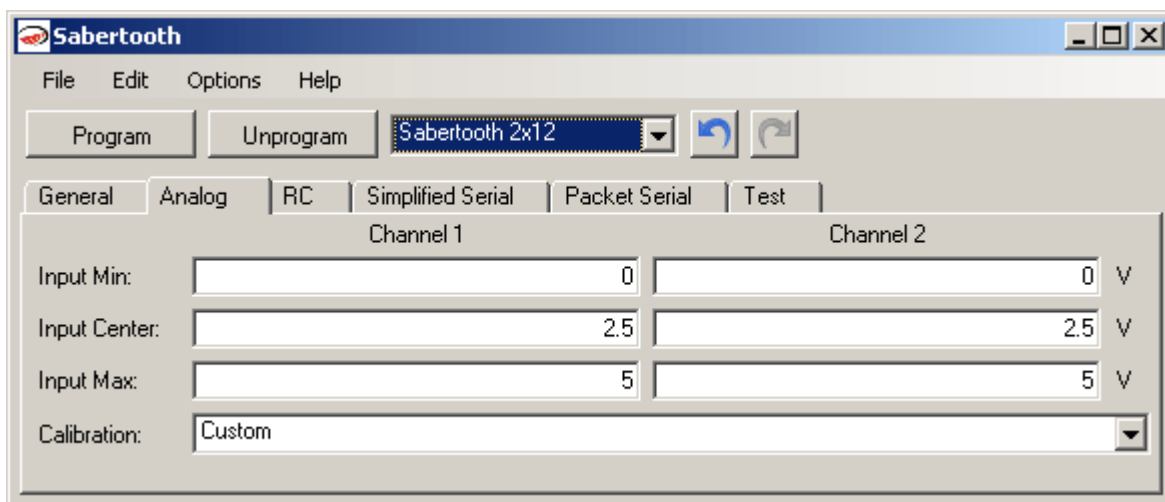 Sabertooth
File Edit Options Help
Program Unprogram Sabertooth 2x12
General Analog RC Simplified Serial Packet Serial Test
Channel 1 Channel 2
Input Min: 0 0 V
Input Center: 2.5 2.5 V
Input Max: 5 5 V
Calibration: Custom